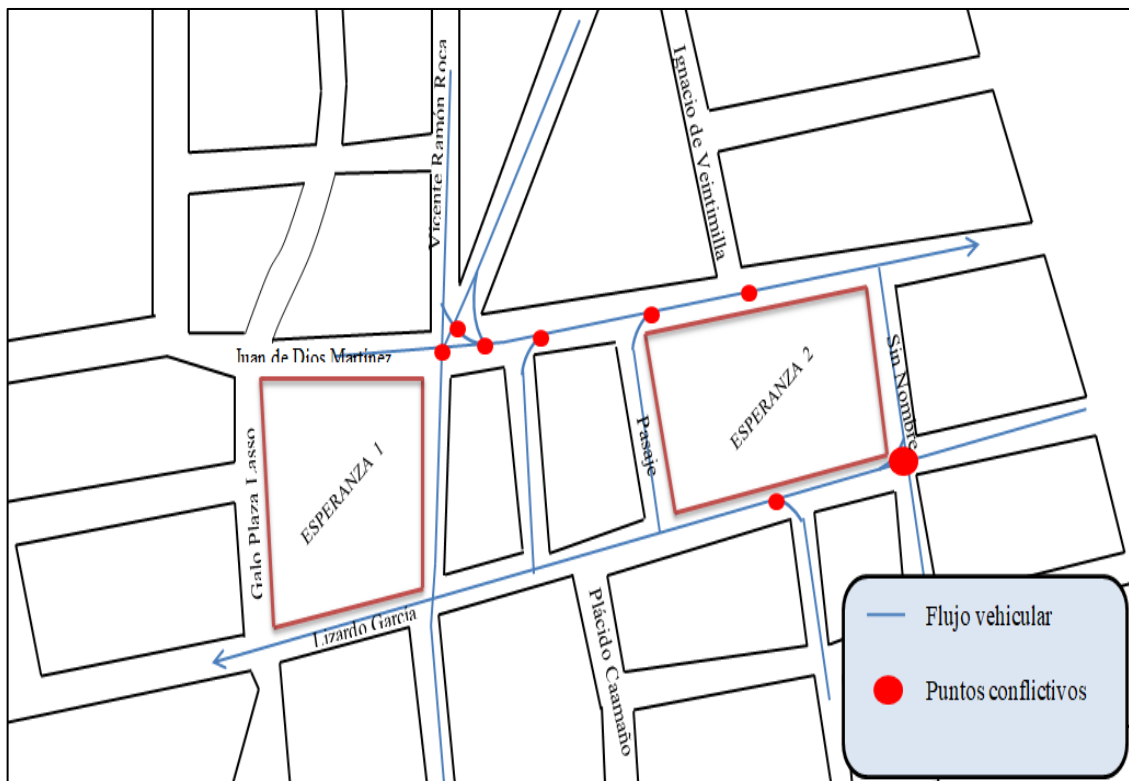 Vicente Ramón Roca
Ignacio de Veintimilla
Juan de Dios Martínez
Galo Plaza Lasso
ESPERANZA 1
Pasaje
ESPERANZA 2
Sin Nombre
Lizardo García
Plácido Caamaño
Flujo vehicular
Puntos conflictivos